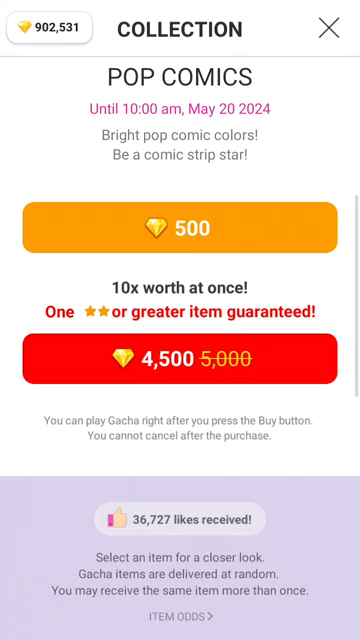 902,531
COLLECTION
POP COMICS
Until 10:00 am, May 20 2024
Bright pop comic colors!
Be a comic strip star!
500
10x worth at once!
One ★★ or greater item guaranteed!
4,500 5,000
You can play Gacha right after you press the Buy button.
You cannot cancel after the purchase.
36,727 likes received!
Select an item for a closer look.
Gacha items are delivered at random.
You may receive the same item more than once.
ITEM ODDS >